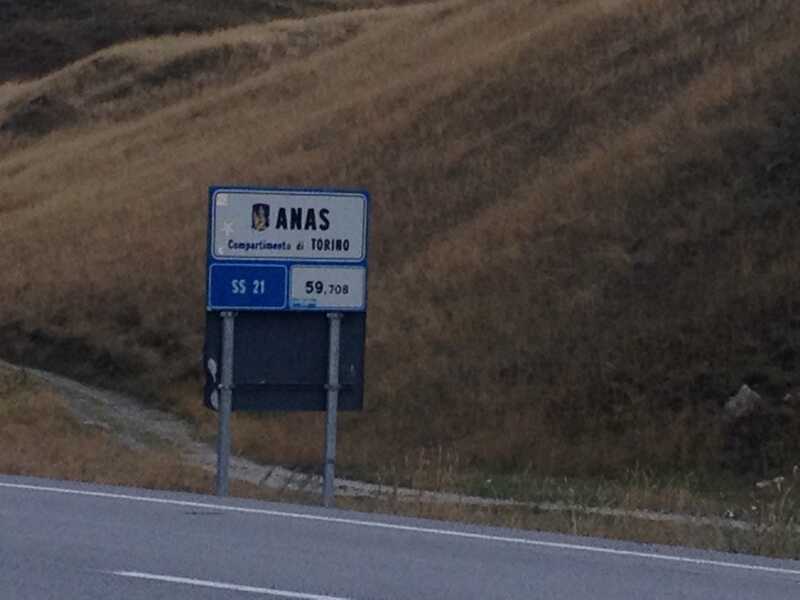 ANAS
Compartimento di TORINO
SS 21
59,708